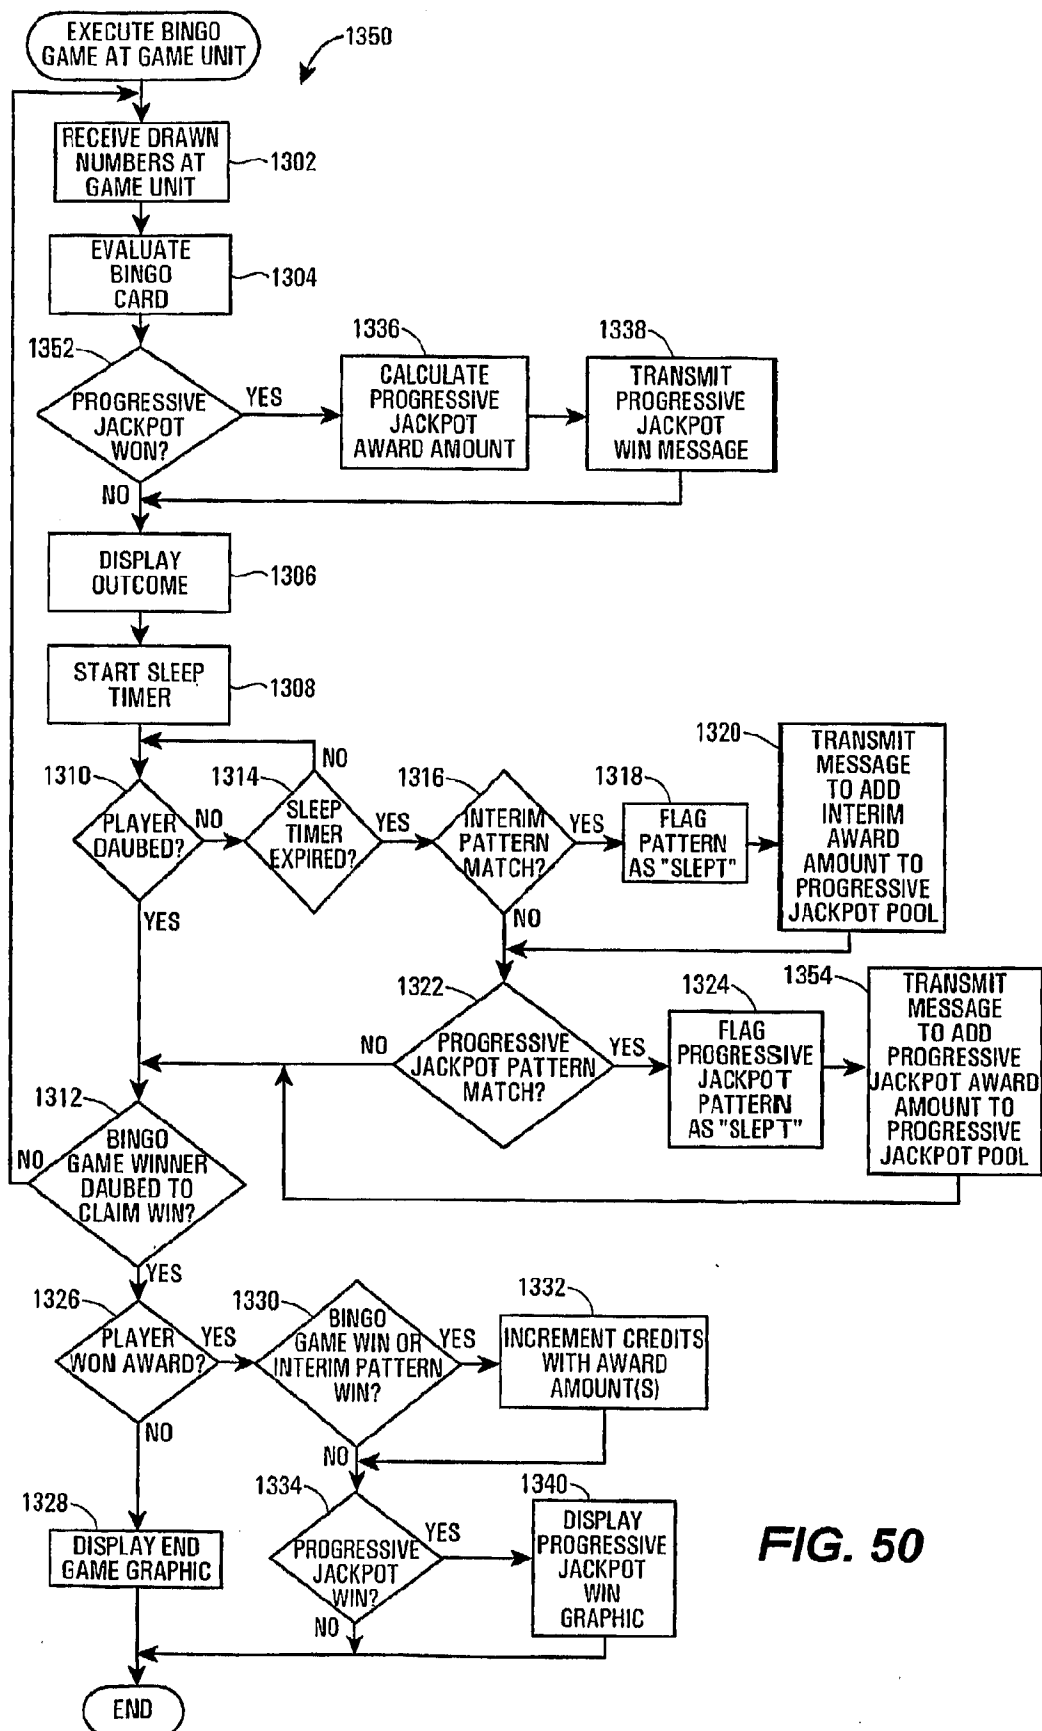 EXECUTE BINGO
GAME AT GAME UNIT
1350
RECEIVE DRAWN
NUMBERS AT
GAME UNIT
1302
EVALUATE
BINGO
CARD
1304
1352
PROGRESSIVE
JACKPOT
WON?
YES
NO
1336
CALCULATE
PROGRESSIVE
JACKPOT
AWARD AMOUNT
1338
TRANSMIT
PROGRESSIVE
JACKPOT
WIN MESSAGE
DISPLAY
OUTCOME
1306
START SLEEP
TIMER
1308
1310
PLAYER
DAUBED?
NO
YES
1314
SLEEP
TIMER
EXPIRED?
NO
YES
1316
INTERIM
PATTERN
MATCH?
YES
NO
1318
FLAG
PATTERN
AS "SLEPT"
1320
TRANSMIT
MESSAGE
TO ADD
INTERIM
AWARD
AMOUNT TO
PROGRESSIVE
JACKPOT POOL
1322
PROGRESSIVE
JACKPOT PATTERN
MATCH?
NO
YES
1324
FLAG
PROGRESSIVE
JACKPOT
PATTERN
AS "SLEPT"
1354
TRANSMIT
MESSAGE
TO ADD
PROGRESSIVE
JACKPOT AWARD
AMOUNT TO
PROGRESSIVE
JACKPOT POOL
1312
BINGO
GAME WINNER
DAUBED TO
CLAIM WIN?
NO
YES
1326
PLAYER
WON AWARD?
YES
NO
1330
BINGO
GAME WIN OR
INTERIM PATTERN
WIN?
YES
NO
1332
INCREMENT CREDITS
WITH AWARD
AMOUNT(S)
1328
DISPLAY END
GAME GRAPHIC
1334
PROGRESSIVE
JACKPOT
WIN?
YES
NO
1340
DISPLAY
PROGRESSIVE
JACKPOT
WIN
GRAPHIC
FIG. 50
END